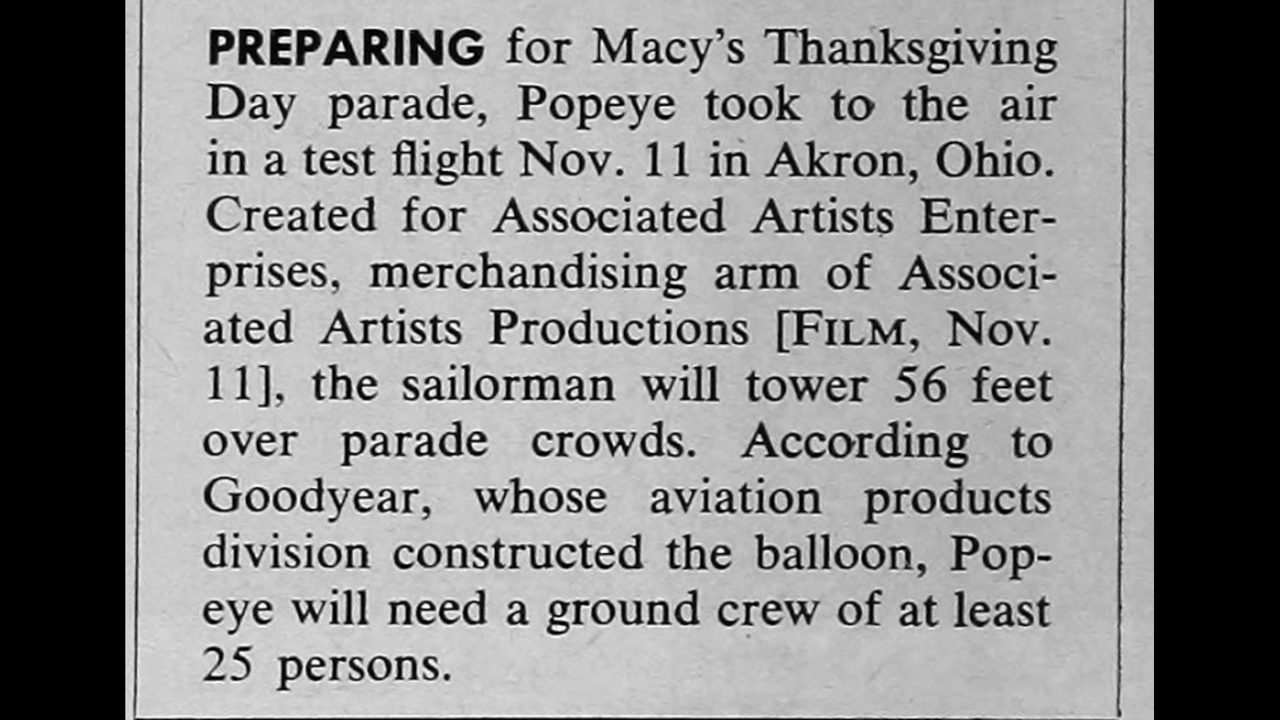 PREPARING for Macy's Thanksgiving
Day parade, Popeye took to the air
in a test flight Nov. 11 in Akron, Ohio.
Created for Associated Artists Enter-
prises, merchandising arm of Associ-
ated Artists Productions [FILM, Nov.
11], the sailorman will tower 56 feet
over parade crowds. According to
Goodyear, whose aviation products
division constructed the balloon, Pop-
eye will need a ground crew of at least
25 persons.